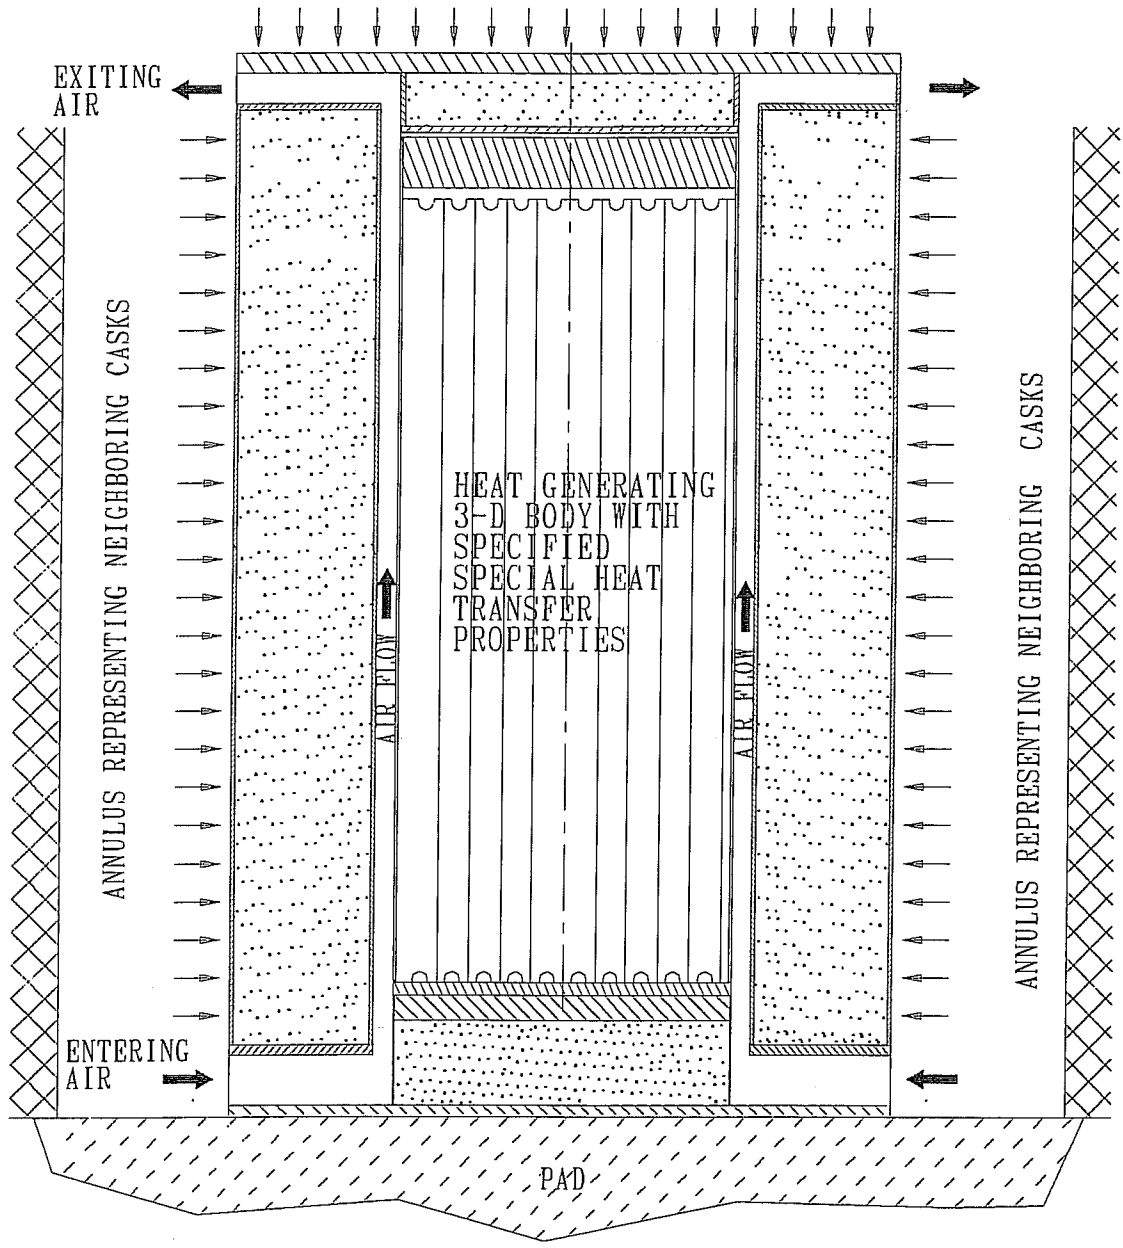 EXITING
AIR
ANNULUS REPRESENTING NEIGHBORING CASKS
HEAT GENERATING
3-D BODY WITH
SPECIFIED
SPECIAL HEAT
TRANSFER
PROPERTIES
AIR FLOW
AIR FLOW
ANNULUS REPRESENTING NEIGHBORING CASKS
ENTERING
AIR
PAD